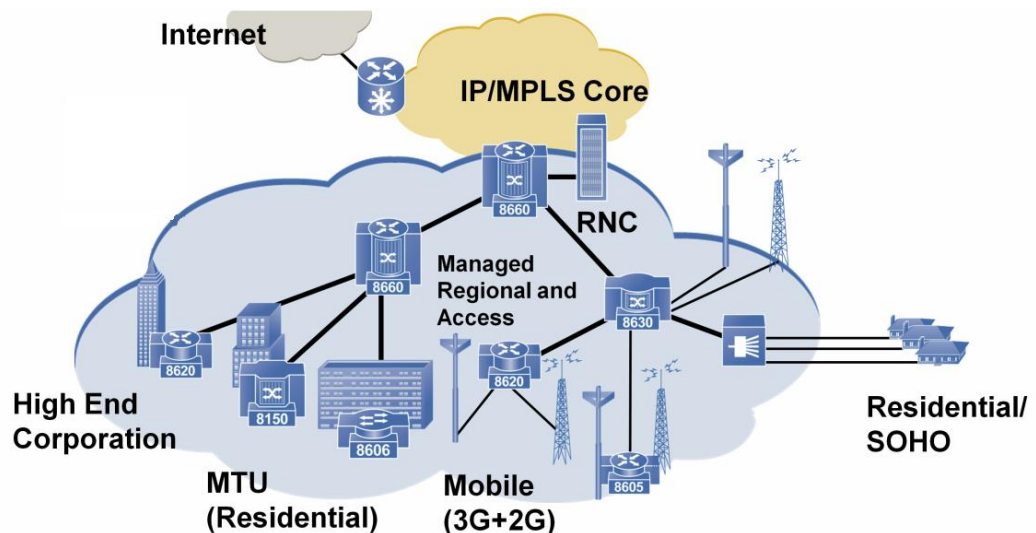 Internet
IP/MPLS Core
8660
RNC
8660
Managed
Regional and
Access
8630
8620
8620
8150
8606
8605
High End
Corporation
MTU
(Residential)
Mobile
(3G+2G)
Residential/
SOHO